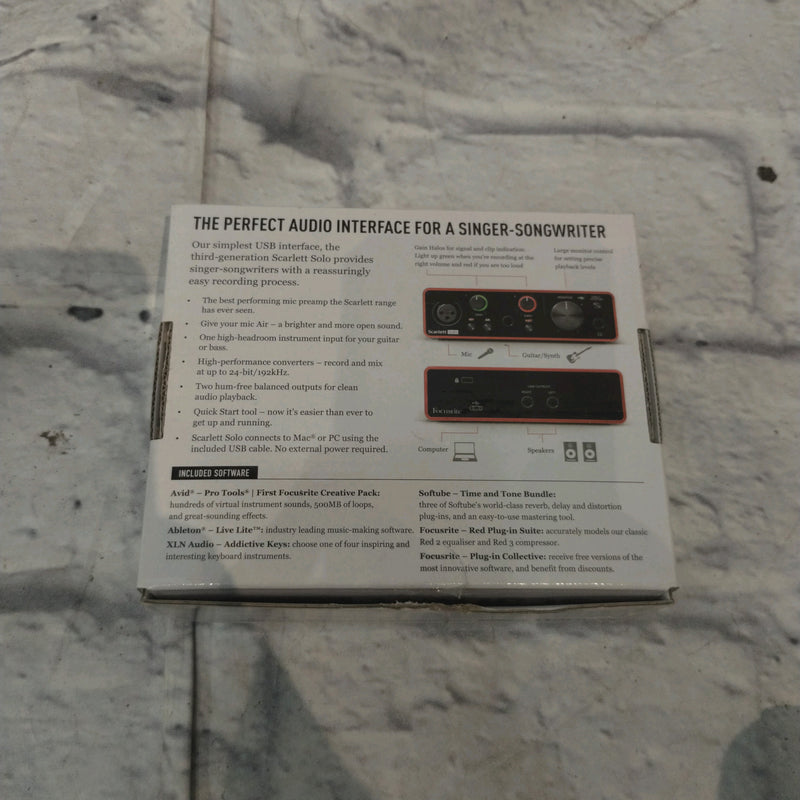 THE PERFECT AUDIO INTERFACE FOR A SINGER-SONGWRITER
Our simplest USB interface, the
third-generation Scarlett Solo provides
singer-songwriters with a reassuringly
easy recording process.
• The best performing mic preamp the Scarlett range
has ever seen.
• Give your mic Air – a brighter and more open sound.
• One high-headroom instrument input for your guitar
or bass.
• High-performance converters – record and mix
at up to 24-bit/192kHz.
• Two hum-free balanced outputs for clean
audio playback.
• Quick Start tool – now it's easier than ever to
get up and running.
• Scarlett Solo connects to Mac® or PC using the
included USB cable. No external power required.
Gain Halos for signal and clip indication.
Light up green when you're recording at the
right volume and red if you are too loud
Large monitor control
for setting precise
playback levels
Scarlett
Mic
Guitar/Synth
Focusrite
Computer
Speakers
INCLUDED SOFTWARE
Avid® – Pro Tools® | First Focusrite Creative Pack:
hundreds of virtual instrument sounds, 500MB of loops,
and great-sounding effects.
Ableton® – Live Lite™: industry leading music-making software.
XLN Audio – Addictive Keys: choose one of four inspiring and
interesting keyboard instruments.
Softube – Time and Tone Bundle:
three of Softube's world-class reverb, delay and distortion
plug-ins, and an easy-to-use mastering tool.
Focusrite – Red Plug-in Suite: accurately models our classic
Red 2 equaliser and Red 3 compressor.
Focusrite – Plug-in Collective: receive free versions of the
most innovative software, and benefit from discounts.